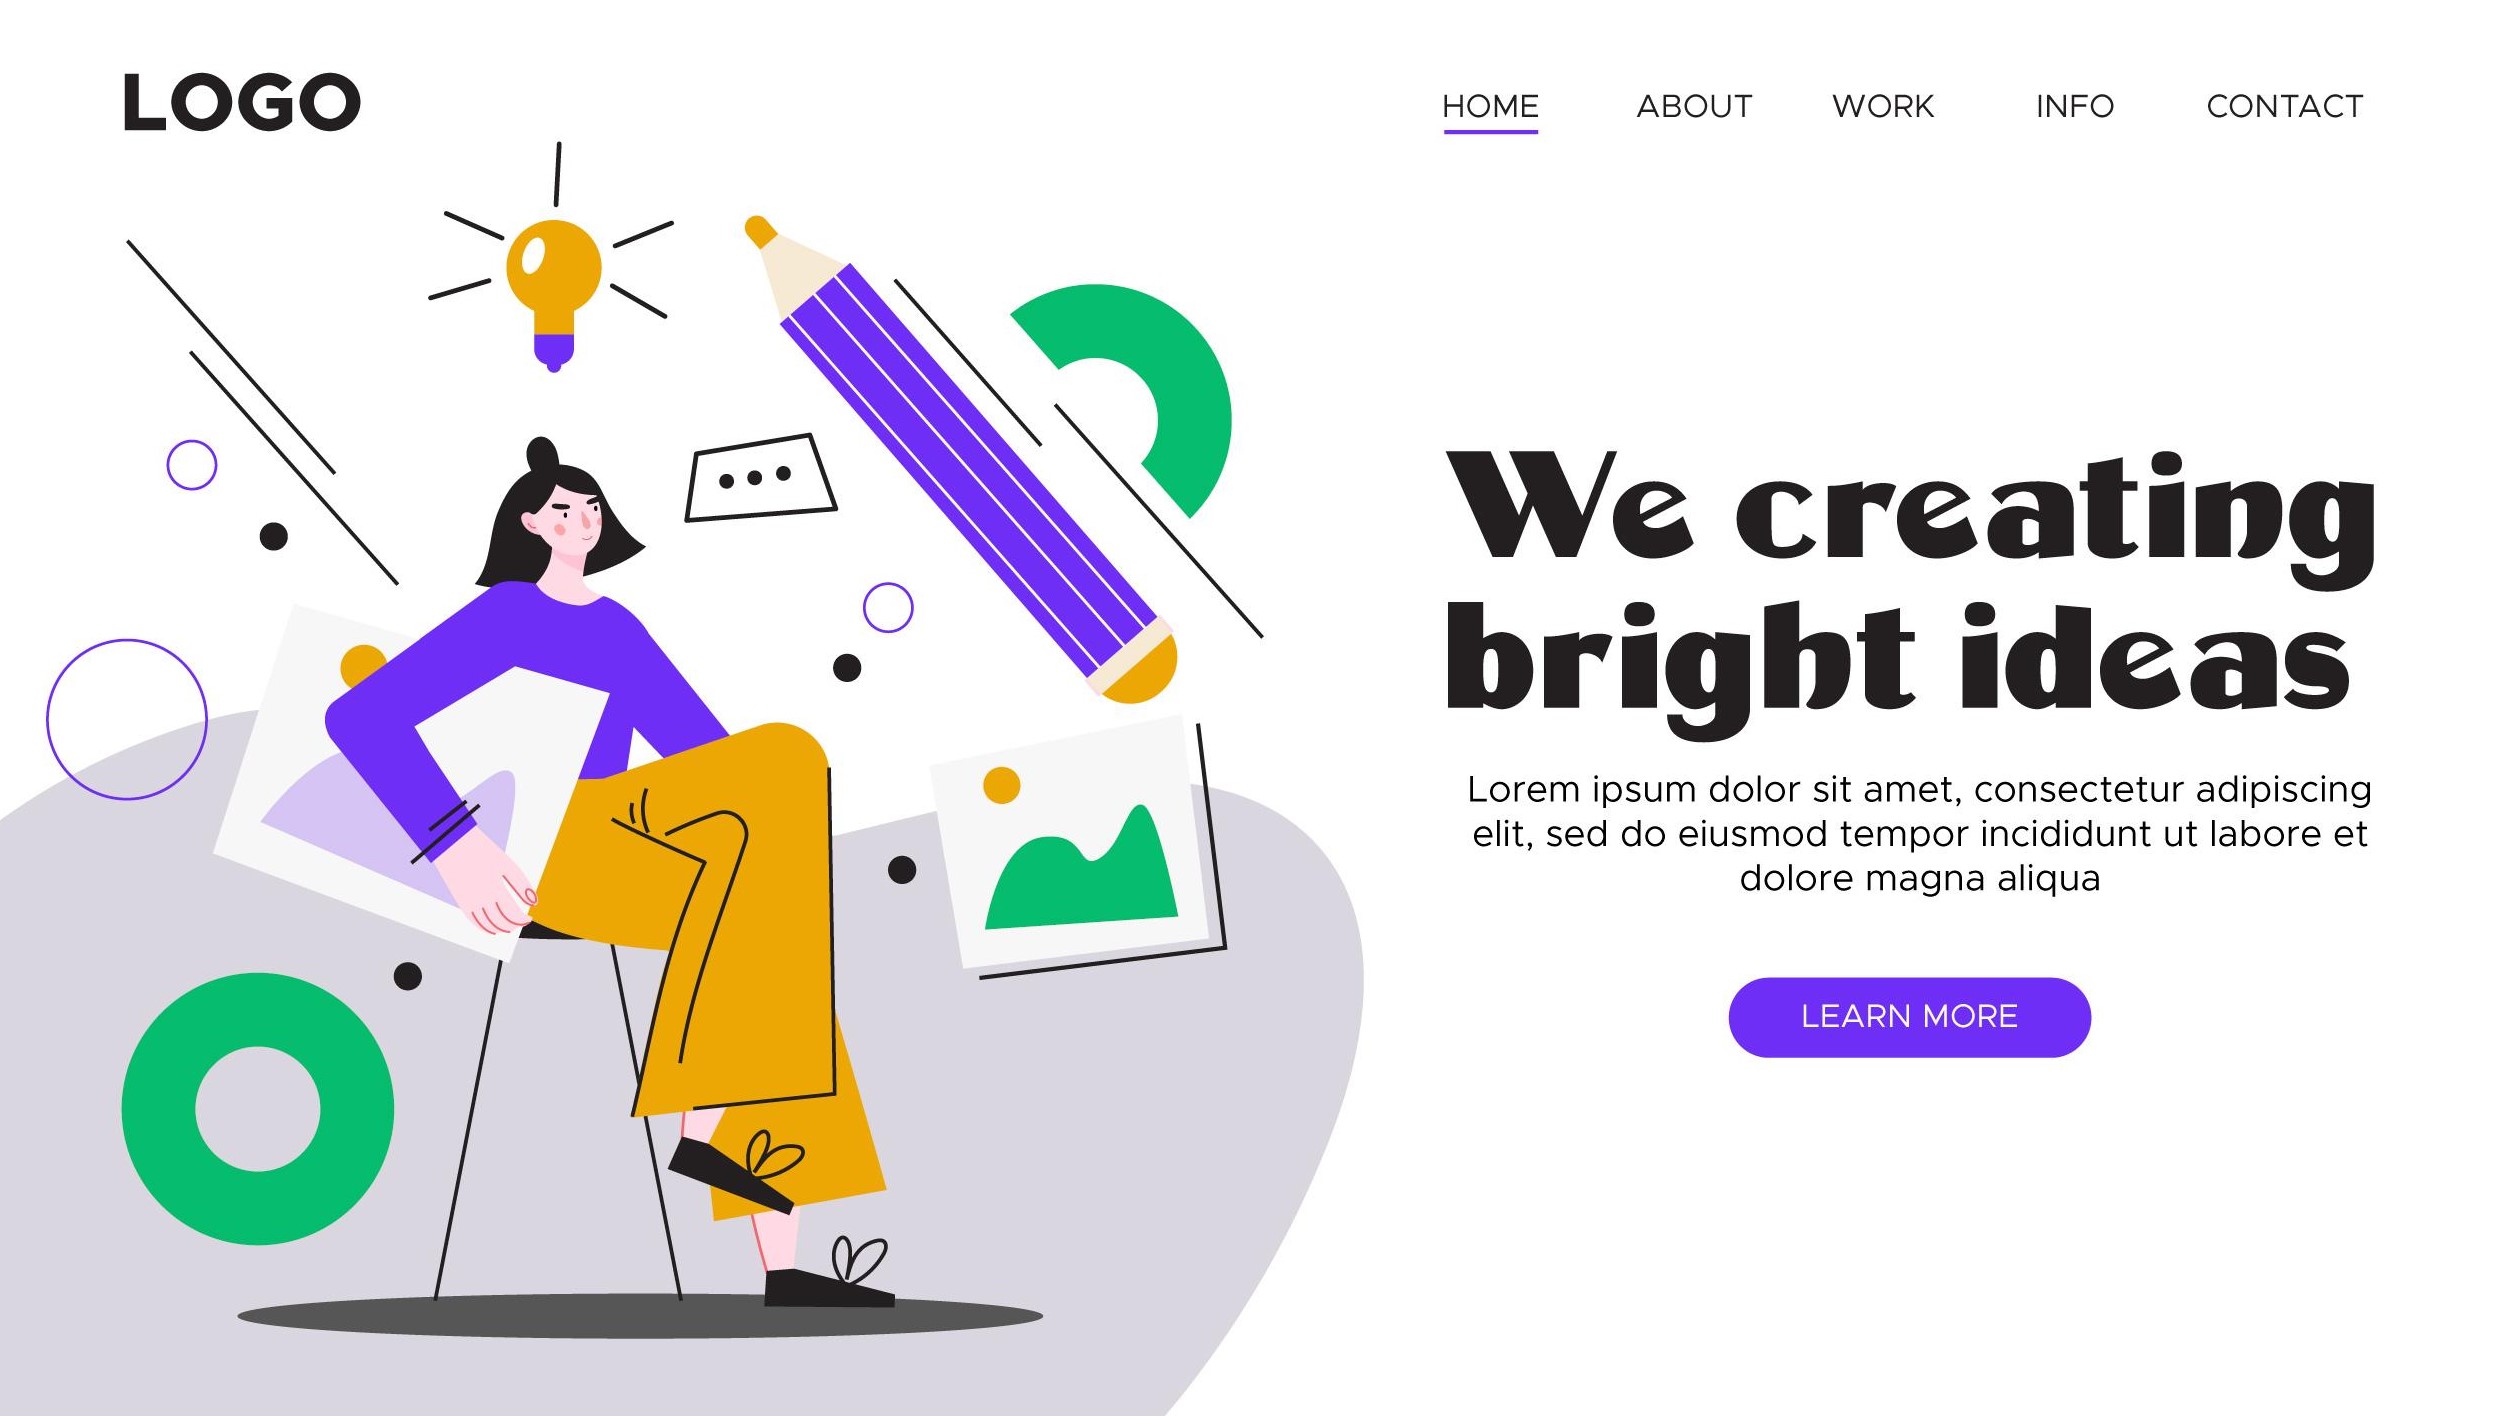 LOGO
HOME ABOUT WORK INFO CONTACT
We creating
bright ideas
Lorem ipsum dolor sit amet, consectetur adipiscing
elit, sed do eiusmod tempor incididunt ut labore et
dolore magna aliqua
LEARN MORE